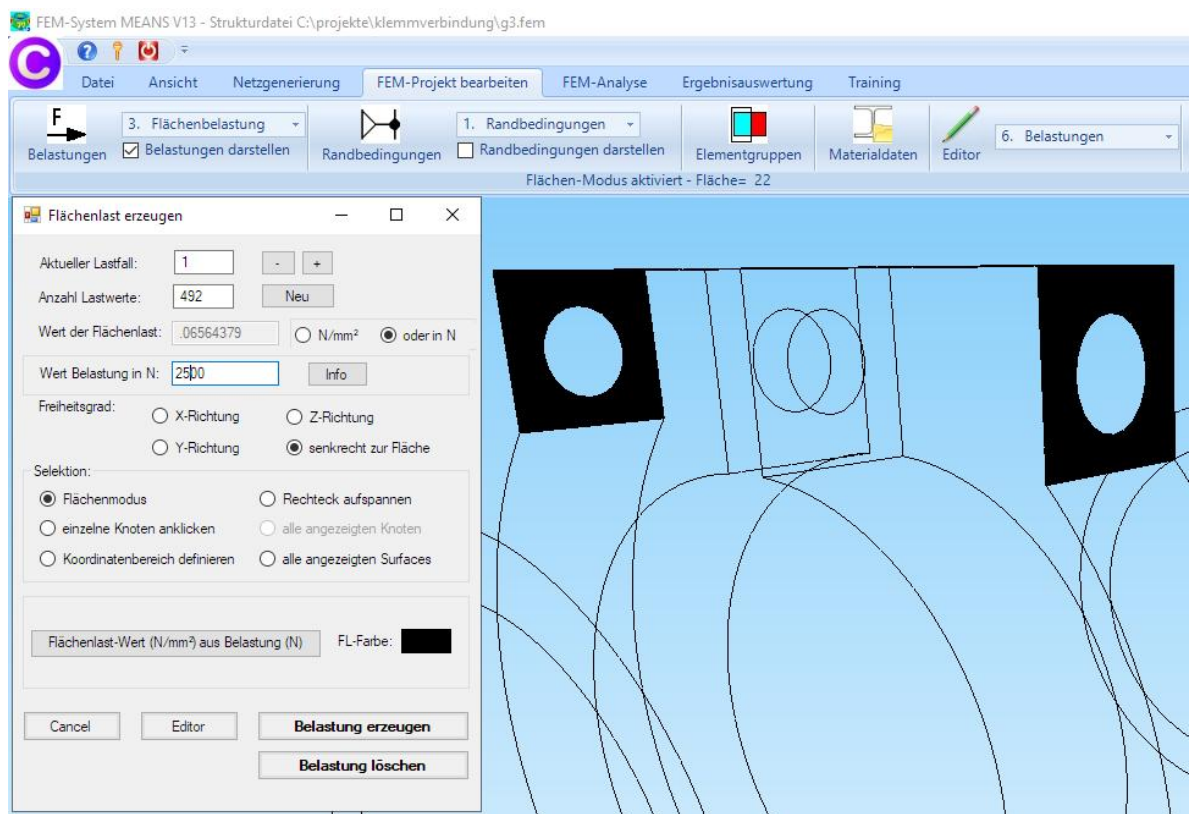 FEM-System MEANS V13 - Strukturdatei C:\projekte\klemmverbindung\g3.fem
C
Datei Ansicht Netzgenerierung FEM-Projekt bearbeiten FEM-Analyse Ergebnisauswertung Training
F
3. Flächenbelastung 1. Randbedingungen 6. Belastungen
Belastungen Belastungen darstellen Randbedingungen Randbedingungen darstellen Elementgruppen Materialdaten Editor
Flächen-Modus aktiviert - Fläche= 22
Flächenlast erzeugen
Aktueller Lastfall: 1 - +
Anzahl Lastwerte: 492 Neu
Wert der Flächenlast: .06564379 N/mm² oder in N
Wert Belastung in N: 2500 Info
Freiheitsgrad: X-Richtung Z-Richtung
Y-Richtung senkrecht zur Fläche
Selektion:
Flächenmodus Rechteck aufspannen
einzelne Knoten anklicken alle angezeigten Knoten
Koordinatenbereich definieren alle angezeigten Surfaces
Flächenlast-Wert (N/mm²) aus Belastung (N) FL-Farbe:
Cancel Editor Belastung erzeugen
Belastung löschen